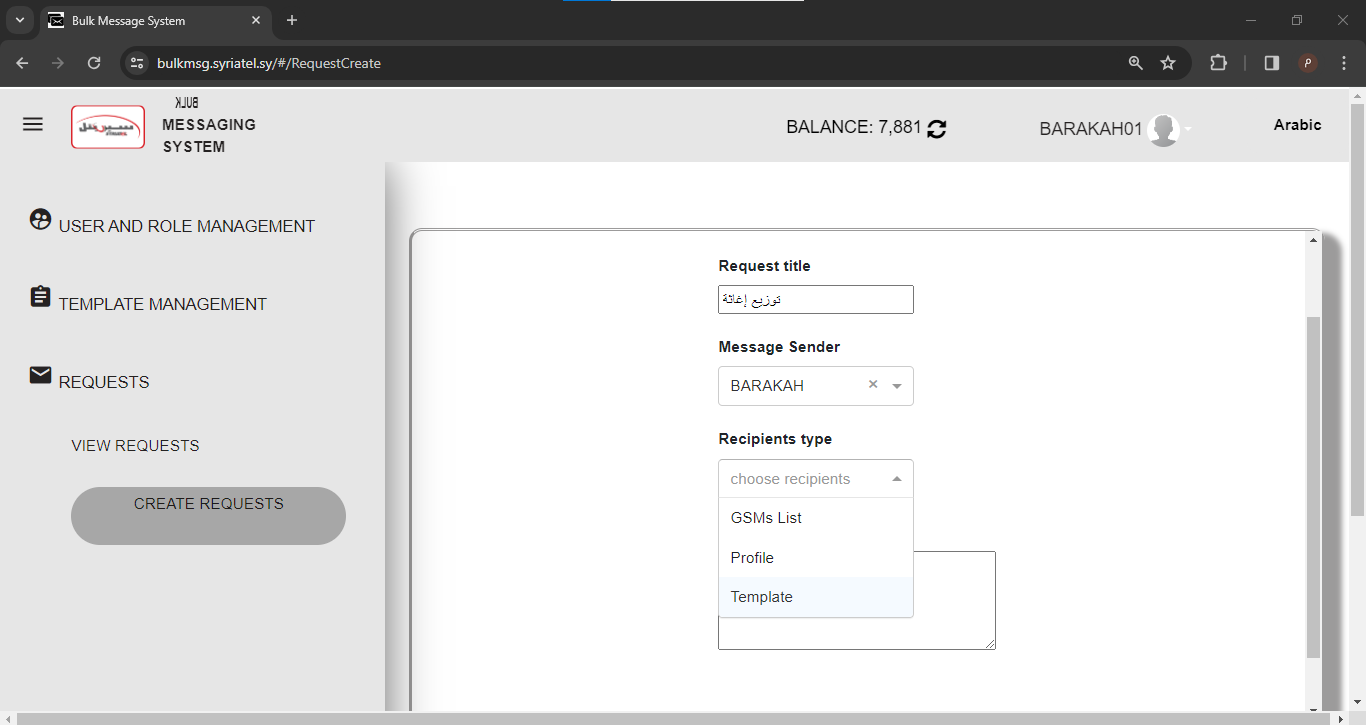 Bulk Message System
bulkmsg.syriatel.sy/#/RequestCreate
BULK
MESSAGING
SYSTEM
BALANCE: 7,881
BARAKAH01
Arabic
USER AND ROLE MANAGEMENT
TEMPLATE MANAGEMENT
REQUESTS
VIEW REQUESTS
CREATE REQUESTS
Request title
توزيع إغاثة
Message Sender
BARAKAH
Recipients type
choose recipients
GSMs List
Profile
Template